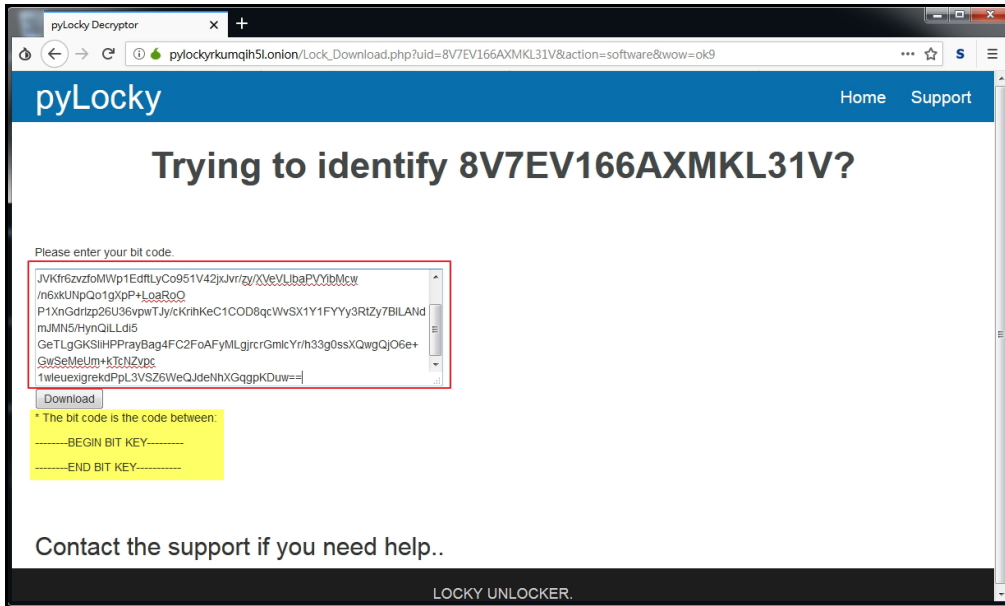 pyLocky Decryptor
pylockyrkumqih5l.onion/Lock_Download.php?uid=8V7EV166AXMKL31V&action=software&wow=ok9
S
pyLocky
Home Support
Trying to identify 8V7EV166AXMKL31V?
Please enter your bit code.
JVKfr6zvzfoMWp1EdftLyCo951V42jxJvr/zy/XVeVLIbaPVYibMcw
/n6xkUNpQo1gXpP+LoaRoO
P1XnGdrIzp26U36vpwTJy/cKrihKeC1COD8qcWvSX1Y1FYYy3RtZy7BILANd
mJMN5/HynQiLLdi5
GeTLgGKSliHPPrayBag4FC2FoAFyMLgjrcrGmlcYr/h33g0ssXQwgQjO6e+
GwSeMeUm+kTcNZvpc
1wleuexigrekdPpL3VSZ6WeQJdeNhXGqgpKDuw==
Download
* The bit code is the code between:
--------BEGIN BIT KEY---------
--------END BIT KEY-----------
Contact the support if you need help..
LOCKY UNLOCKER.